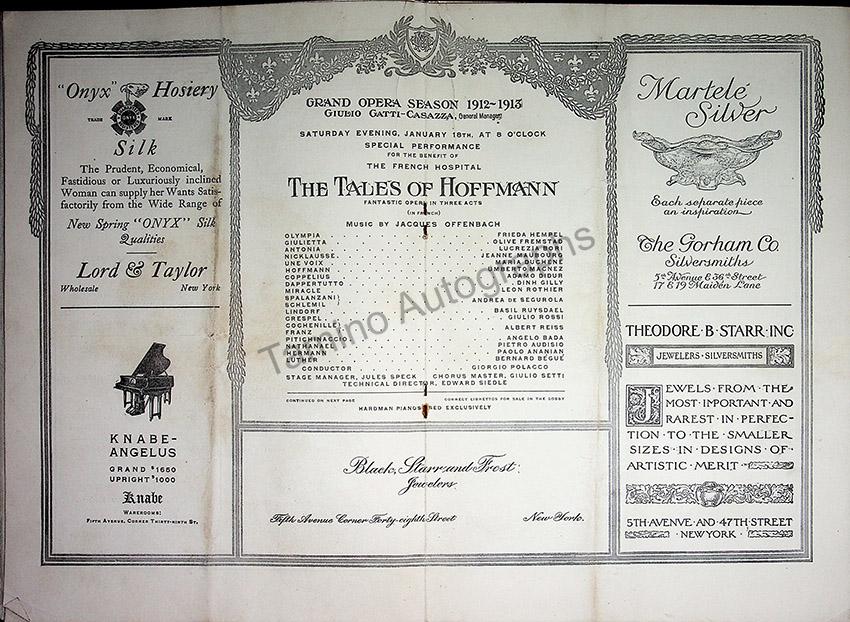 "Onyx" Hosiery
TRADE MARK
ONYX
Silk
The Prudent, Economical,
Fastidious or Luxuriously inclined
Woman can supply her Wants Satis-
factorily from the Wide Range of
New Spring "ONYX" Silk
Qualities
Lord & Taylor
Wholesale New York
KNABE-
ANGELUS
GRAND $1650
UPRIGHT $1000
Knabe
WAREROOMS:
FIFTH AVENUE, CORNER THIRTY-NINTH ST.
GRAND OPERA SEASON 1912-1913
GIULIO GATTI-CASAZZA, General Manager
SATURDAY EVENING, JANUARY 18TH, AT 8 O'CLOCK
SPECIAL PERFORMANCE
FOR THE BENEFIT OF
THE FRENCH HOSPITAL
THE TALES OF HOFFMANN
FANTASTIC OPERA IN THREE ACTS
(IN FRENCH)
MUSIC BY JACQUES OFFENBACH
OLYMPIA FRIEDA HEMPEL
GIULIETTA OLIVE FREMSTAD
ANTONIA LUCREZIA BORI
NICKLAUSSE JEANNE MAUBOURG
UNE VOIX MARIA DUCHENE
HOFFMANN UMBERTO MACNEZ
COPPELIUS ADAMO DIDUR
DAPPERTUTTO DINH GILLY
MIRACLE LEON ROTHIER
SPALANZANI
SCHLEMIL ANDREA DE SEGUROLA
LINDORF BASIL RUYSDAEL
CRESPEL GIULIO ROSSI
COCHENILLE
FRANZ ALBERT REISS
PITICHINACCIO ANGELO BADA
NATHANAEL PIETRO AUDISIO
HERMANN PAOLO ANANIAN
LUTHER BERNARD BÉGUÉ
CONDUCTOR GIORGIO POLACCO
STAGE MANAGER, JULES SPECK CHORUS MASTER, GIULIO SETTI
TECHNICAL DIRECTOR, EDWARD SIEDLE
CONTINUED ON NEXT PAGE CORRECT LIBRETTOS FOR SALE IN THE LOBBY
HARDMAN PIANOS USED EXCLUSIVELY
Black, Starr and Frost
Jewelers
Fifth Avenue Corner Forty-eighth Street New York.
Martelé
Silver
Each separate piece
an inspiration
The Gorham Co.
Silversmiths
5th Avenue & 36th Street
17 & 19 Maiden Lane
THEODORE·B·STARR·INC
JEWELERS·SILVERSMITHS
JEWELS·FROM·THE
MOST·IMPORTANT·AND
RAREST·IN·PERFEC-
TION·TO·THE·SMALLER
SIZES·IN·DESIGNS·OF
ARTISTIC·MERIT·
5TH·AVENVE·AND·47TH·STREET
·NEW YORK·
Tamino Autographs